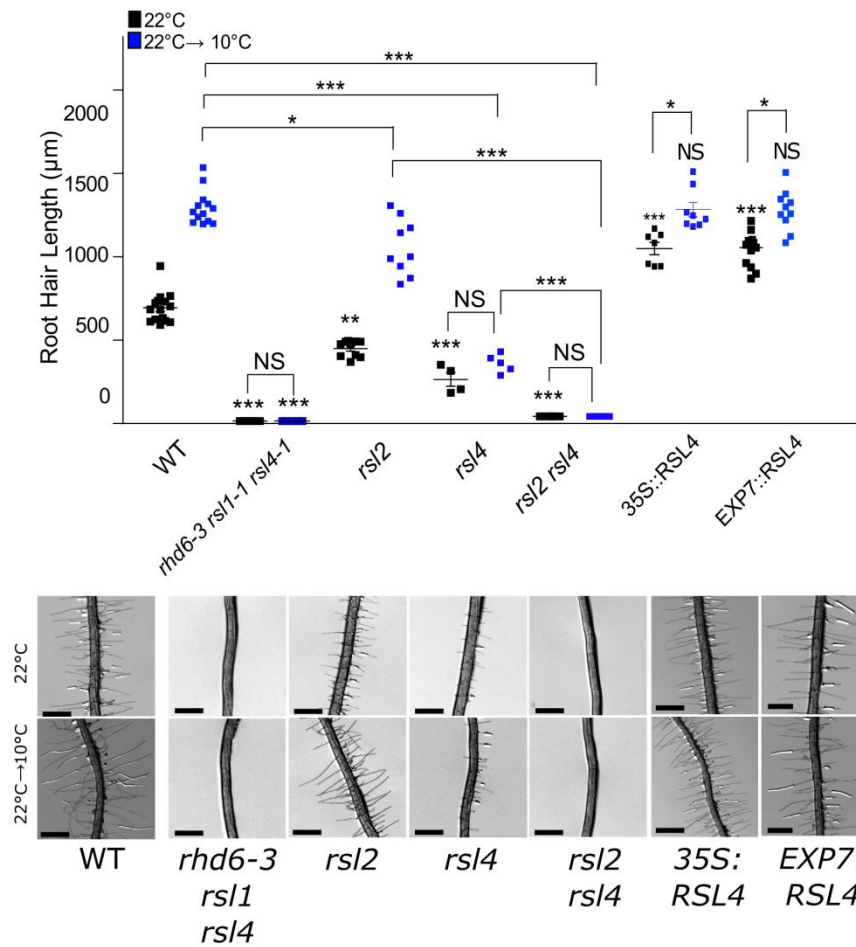 22°C
22°C→ 10°C
***
***
*
***
***
*
*
NS
NS
NS
NS
NS
***
***
**
***
***
***
***
Root Hair Length (µm)
2000
1500
1000
500
0
WT
rhd6-3 rsl1-1 rsl4-1
rsl2
rsl4
rsl2 rsl4
35S::RSL4
EXP7::RSL4
22°C
22°C→10°C
WT
rhd6-3
rsl1
rsl4
rsl2
rsl4
rsl2
rsl4
35S:
RSL4
EXP7
RSL4